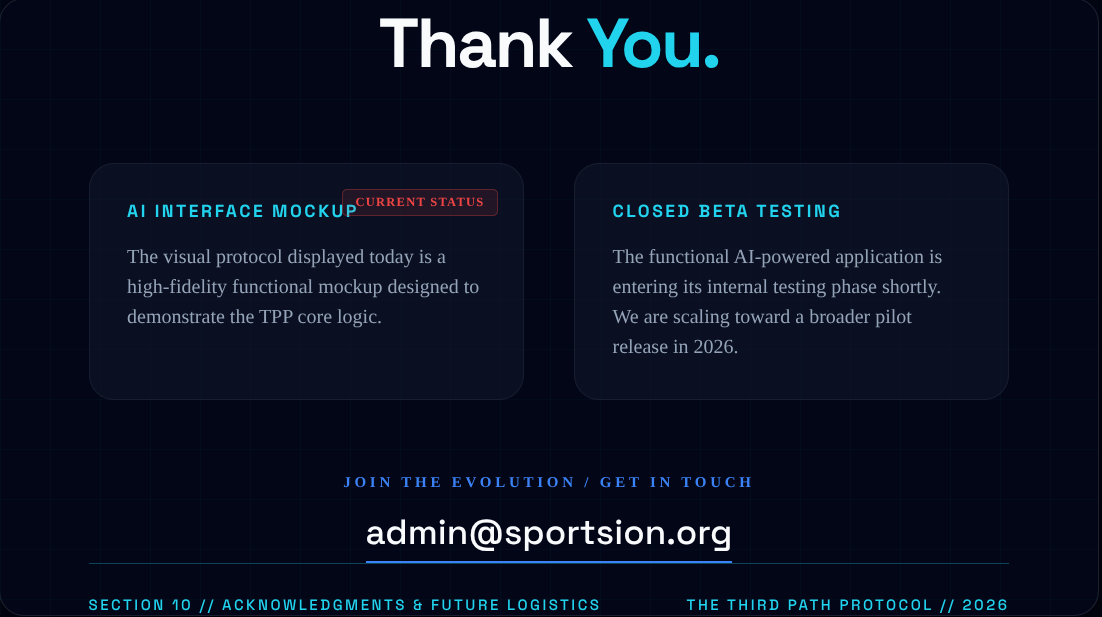 Thank You.
AI INTERFACE MOCKUP
CURRENT STATUS
The visual protocol displayed today is a
high-fidelity functional mockup designed to
demonstrate the TPP core logic.
CLOSED BETA TESTING
The functional AI-powered application is
entering its internal testing phase shortly.
We are scaling toward a broader pilot
release in 2026.
JOIN THE EVOLUTION / GET IN TOUCH
admin@sportsion.org
SECTION 10 // ACKNOWLEDGMENTS & FUTURE LOGISTICS
THE THIRD PATH PROTOCOL // 2026